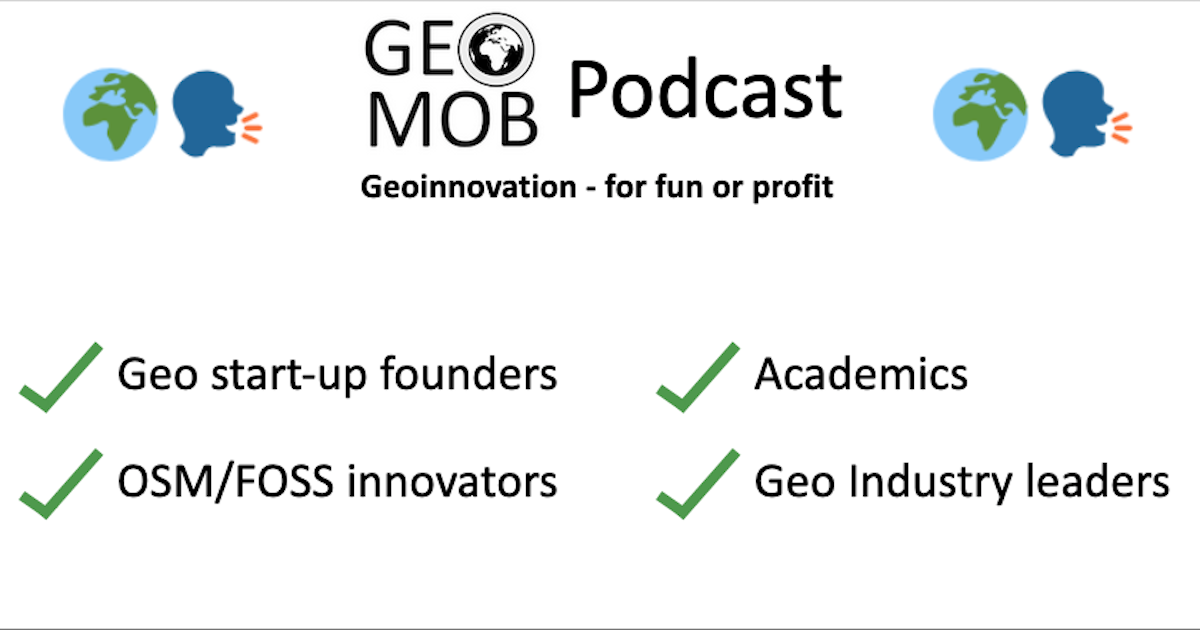 GEO
MOB
Podcast
Geoinnovation - for fun or profit
Geo start-up founders
Academics
OSM/FOSS innovators
Geo Industry leaders